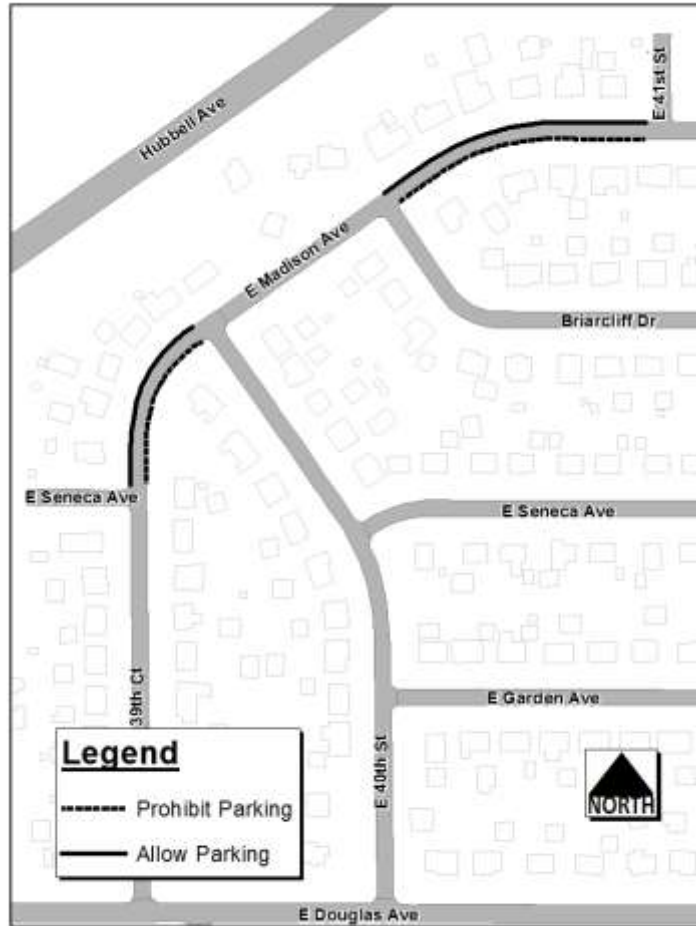 E 41st St
Hubbell Ave
E Madison Ave
Briarcliff Dr
E Seneca Ave
E Seneca Ave
E Garden Ave
39th Ct
E 40th St
Legend
Prohibit Parking
Allow Parking
NORTH
E Douglas Ave